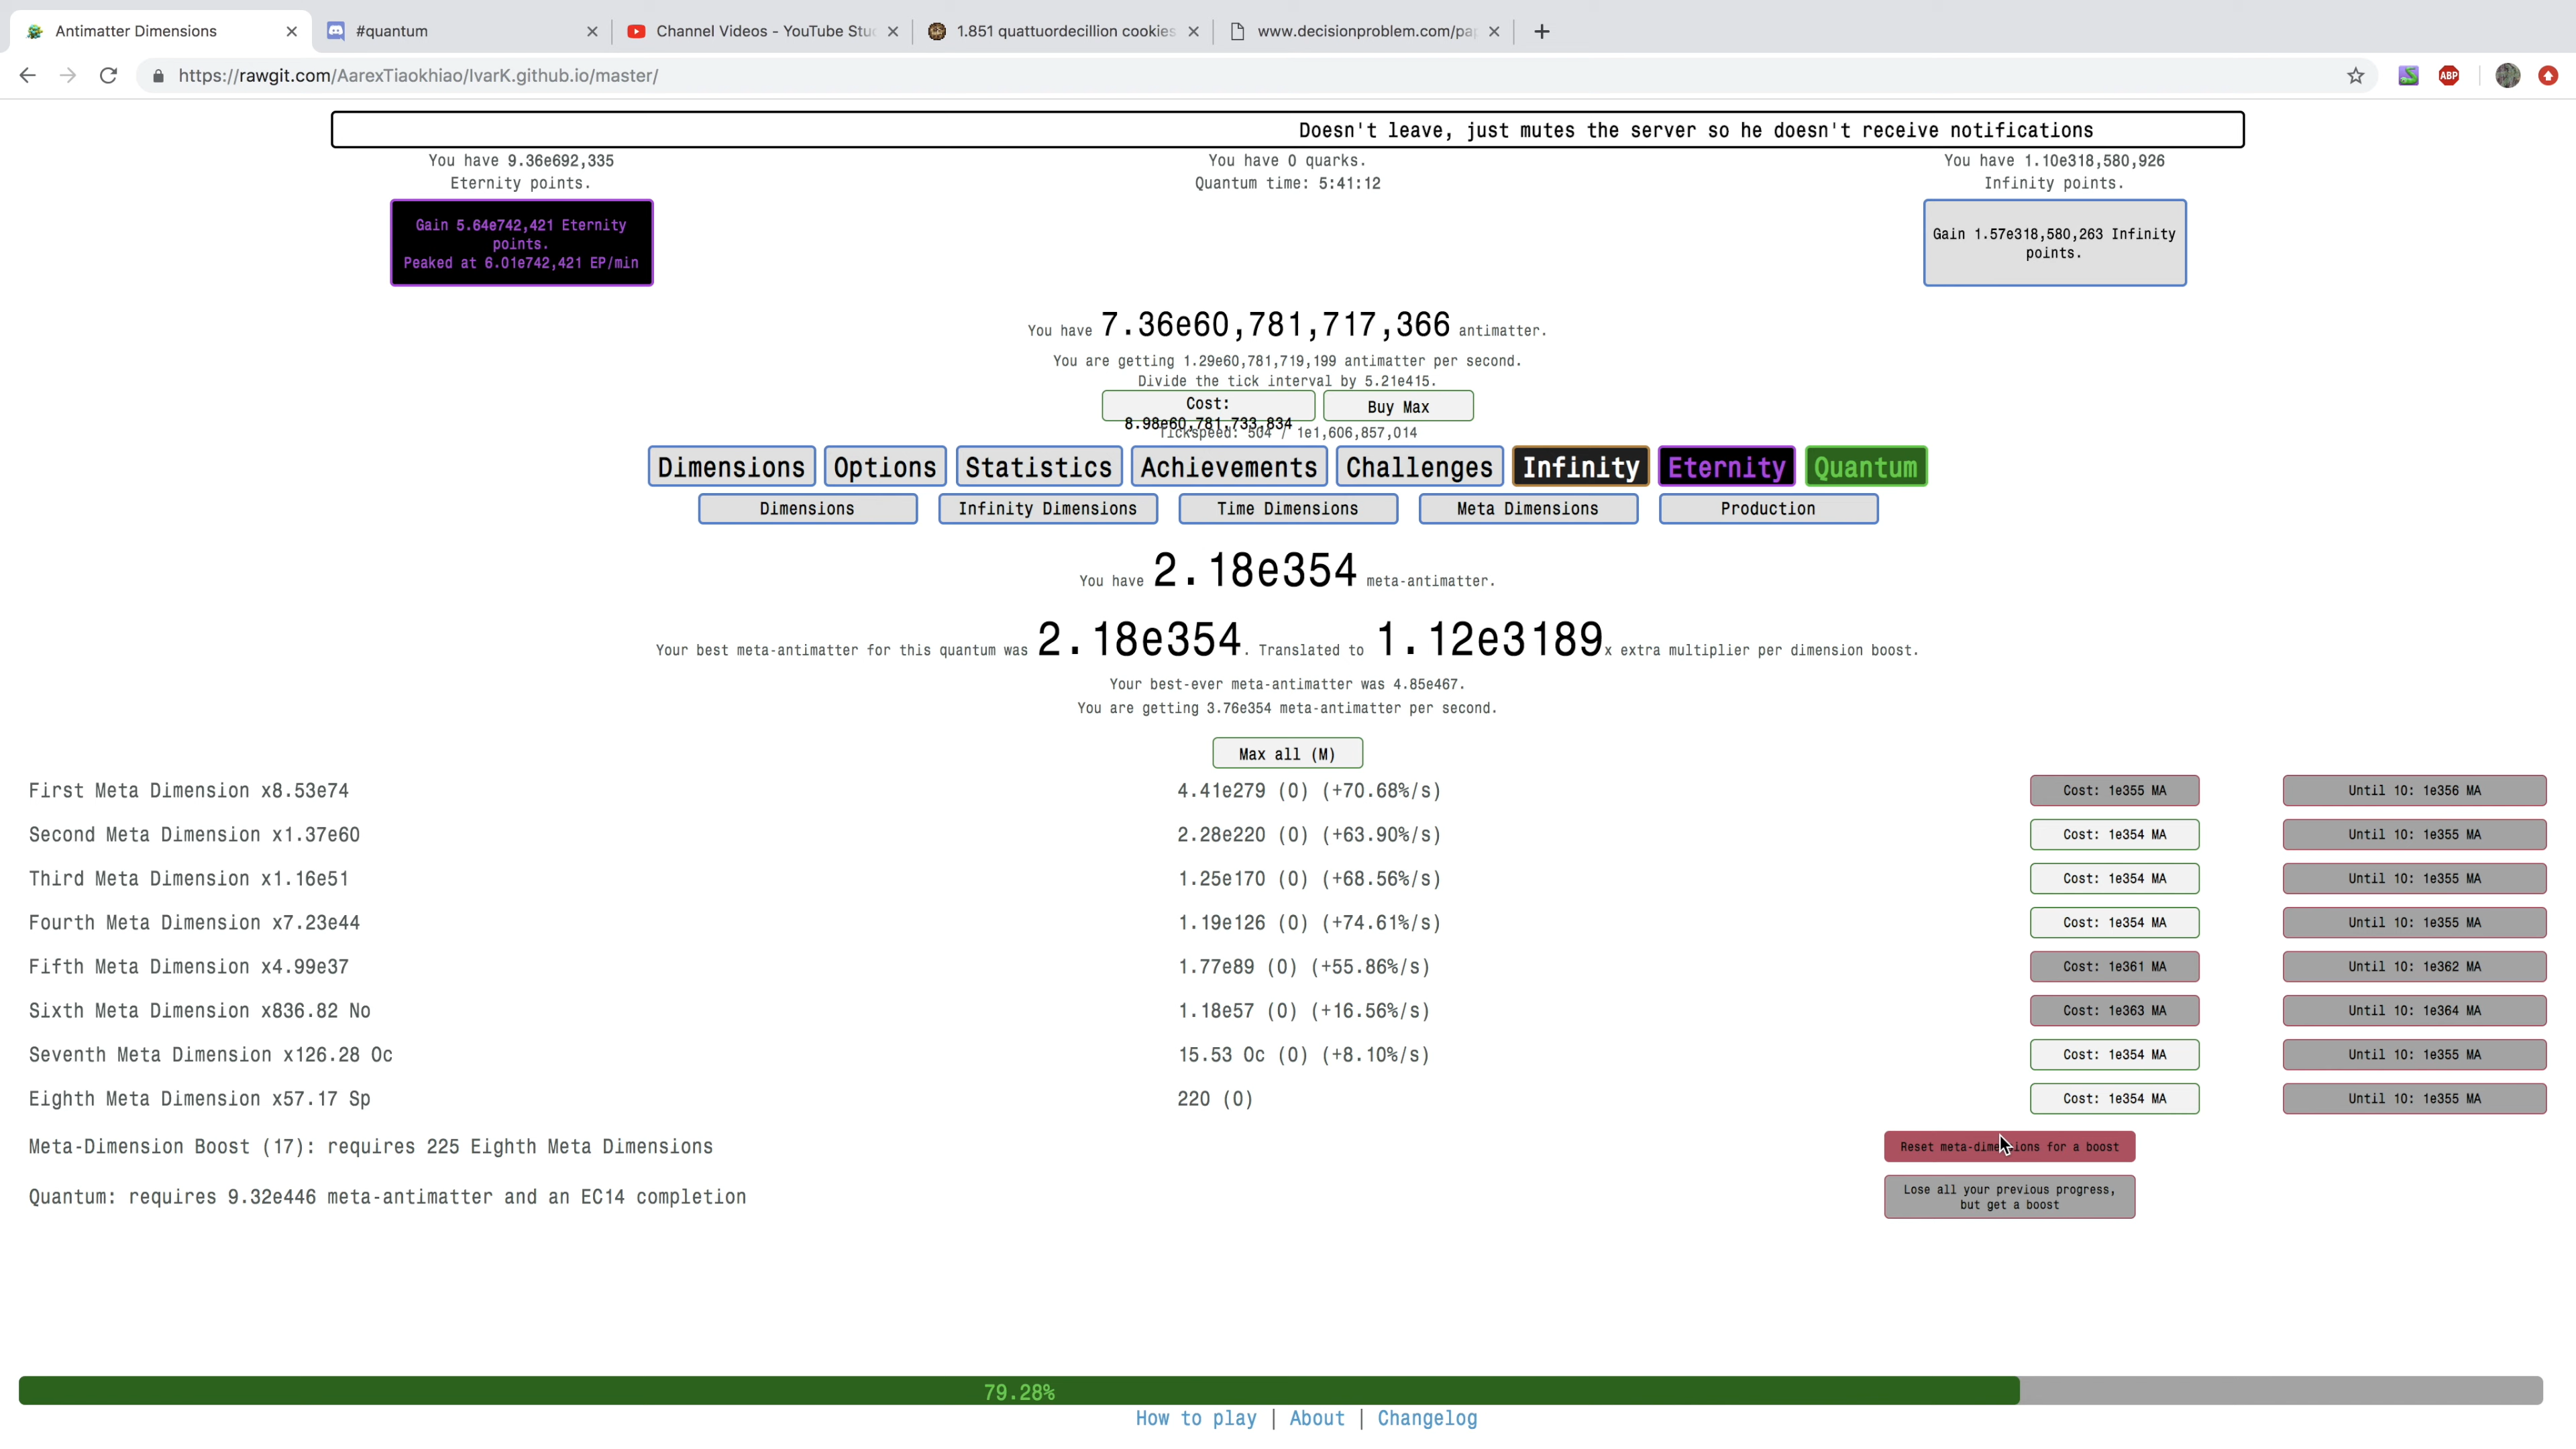 Antimatter Dimensions
#quantum
Channel Videos - YouTube Stu
1.851 quattuordecillion cookies
www.decisionproblem.com/pa
https://rawgit.com/AarexTiaokhiao/IvarK.github.io/master/
ABP
Doesn't leave, just mutes the server so he doesn't receive notifications
You have 9.36e692,335
Eternity points.
You have 0 quarks.
Quantum time: 5:41:12
You have 1.10e318,580,926
Infinity points.
Gain 5.64e742,421 Eternity
points.
Peaked at 6.01e742,421 EP/min
Gain 1.57e318,580,263 Infinity
points.
You have 7.36e60,781,717,366 antimatter.
You are getting 1.29e60,781,719,199 antimatter per second.
Divide the tick interval by 5.21e415.
Cost:
8.98e60,781,733,834
Buy Max
Tickspeed: 504 / 1e1,606,857,014
Dimensions Options Statistics Achievements Challenges Infinity Eternity Quantum
Dimensions Infinity Dimensions Time Dimensions Meta Dimensions Production
You have 2.18e354 meta-antimatter.
Your best meta-antimatter for this quantum was 2.18e354. Translated to 1.12e3189x extra multiplier per dimension boost.
Your best-ever meta-antimatter was 4.85e467.
You are getting 3.76e354 meta-antimatter per second.
Max all (M)
First Meta Dimension x8.53e74 4.41e279 (0) (+70.68%/s) Cost: 1e355 MA Until 10: 1e356 MA
Second Meta Dimension x1.37e60 2.28e220 (0) (+63.90%/s) Cost: 1e354 MA Until 10: 1e355 MA
Third Meta Dimension x1.16e51 1.25e170 (0) (+68.56%/s) Cost: 1e354 MA Until 10: 1e355 MA
Fourth Meta Dimension x7.23e44 1.19e126 (0) (+74.61%/s) Cost: 1e354 MA Until 10: 1e355 MA
Fifth Meta Dimension x4.99e37 1.77e89 (0) (+55.86%/s) Cost: 1e361 MA Until 10: 1e362 MA
Sixth Meta Dimension x836.82 No 1.18e57 (0) (+16.56%/s) Cost: 1e363 MA Until 10: 1e364 MA
Seventh Meta Dimension x126.28 Oc 15.53 Oc (0) (+8.10%/s) Cost: 1e354 MA Until 10: 1e355 MA
Eighth Meta Dimension x57.17 Sp 220 (0) Cost: 1e354 MA Until 10: 1e355 MA
Meta-Dimension Boost (17): requires 225 Eighth Meta Dimensions Reset meta-dimensions for a boost
Quantum: requires 9.32e446 meta-antimatter and an EC14 completion
Lose all your previous progress,
but get a boost
79.28%
How to play | About | Changelog